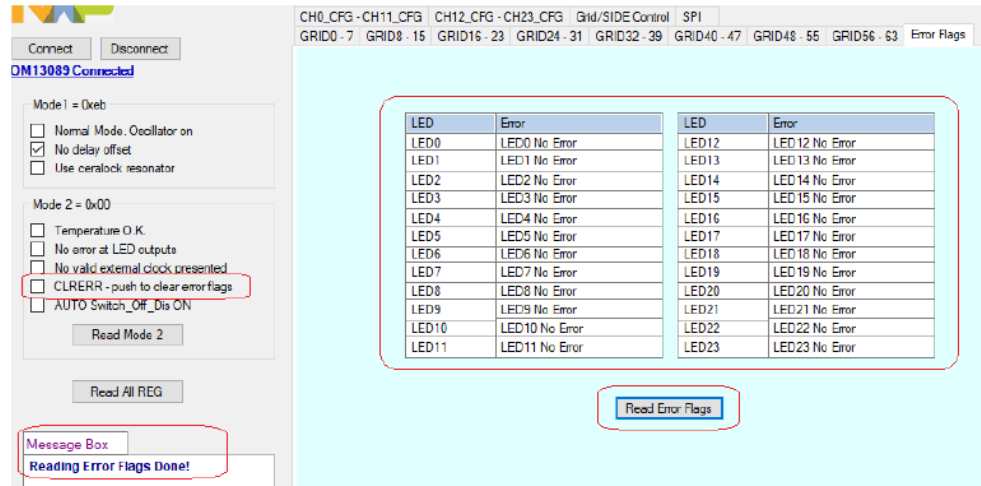 CH0_CFG - CH11_CFG CH12_CFG - CH23_CFG Grid/SIDE Control SPI
GRID0 - 7 GRID8 - 15 GRID16 - 23 GRID24 - 31 GRID32 - 39 GRID40 - 47 GRID48 - 55 GRID56 - 63 Error Flags
Connect Disconnect
OM13089 Connected
Mode1 = 0xeb
Normal Mode. Oscillator on
No delay offset
Use ceralock resonator
Mode 2 = 0x00
Temperature O.K.
No error at LED outputs
No valid external clock presented
CLRERR - push to clear error flags
AUTO Switch_Off_Dis ON
Read Mode 2
Read All REG
Message Box
Reading Error Flags Done!
LED Error LED Error
LED0 LED0 No Error LED12 LED12 No Error
LED1 LED1 No Error LED13 LED13 No Error
LED2 LED2 No Error LED14 LED14 No Error
LED3 LED3 No Error LED15 LED15 No Error
LED4 LED4 No Error LED16 LED16 No Error
LED5 LED5 No Error LED17 LED17 No Error
LED6 LED6 No Error LED18 LED18 No Error
LED7 LED7 No Error LED19 LED19 No Error
LED8 LED8 No Error LED20 LED20 No Error
LED9 LED9 No Error LED21 LED21 No Error
LED10 LED10 No Error LED22 LED22 No Error
LED11 LED11 No Error LED23 LED23 No Error
Read Error Flags